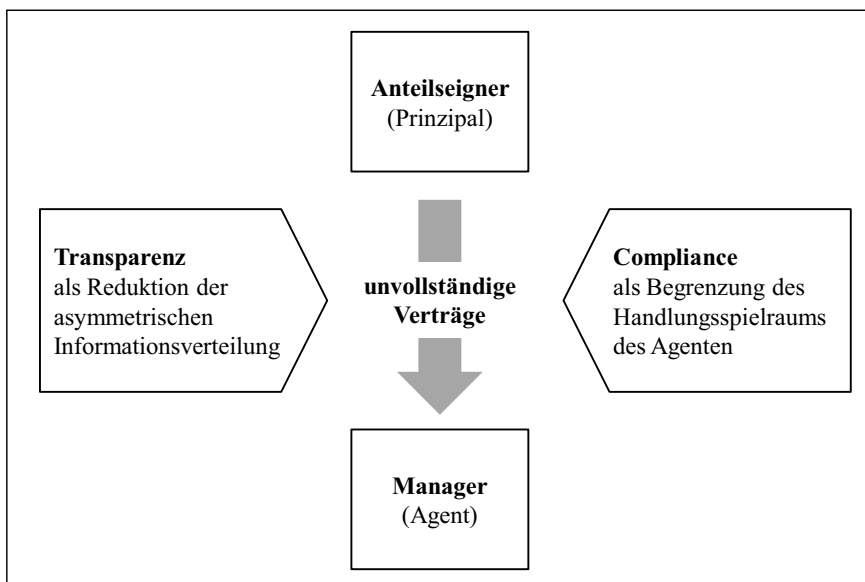 Anteilseigner
(Prinzipal)
Transparenz
als Reduktion der
asymmetrischen
Informationsverteilung
unvollständige
Verträge
Compliance
als Begrenzung des
Handlungsspielraums
des Agenten
Manager
(Agent)